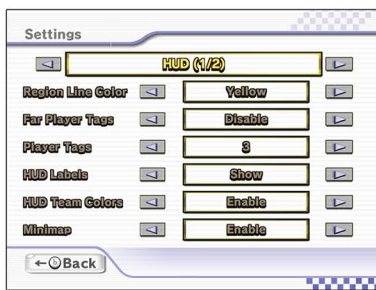 Settings
HUD (1/2)
Region Line Color Yellow
Far Player Tags Disable
Player Tags 3
HUD Labels Show
HUD Team Colors Enable
Minimap Enable
←ⓑBack